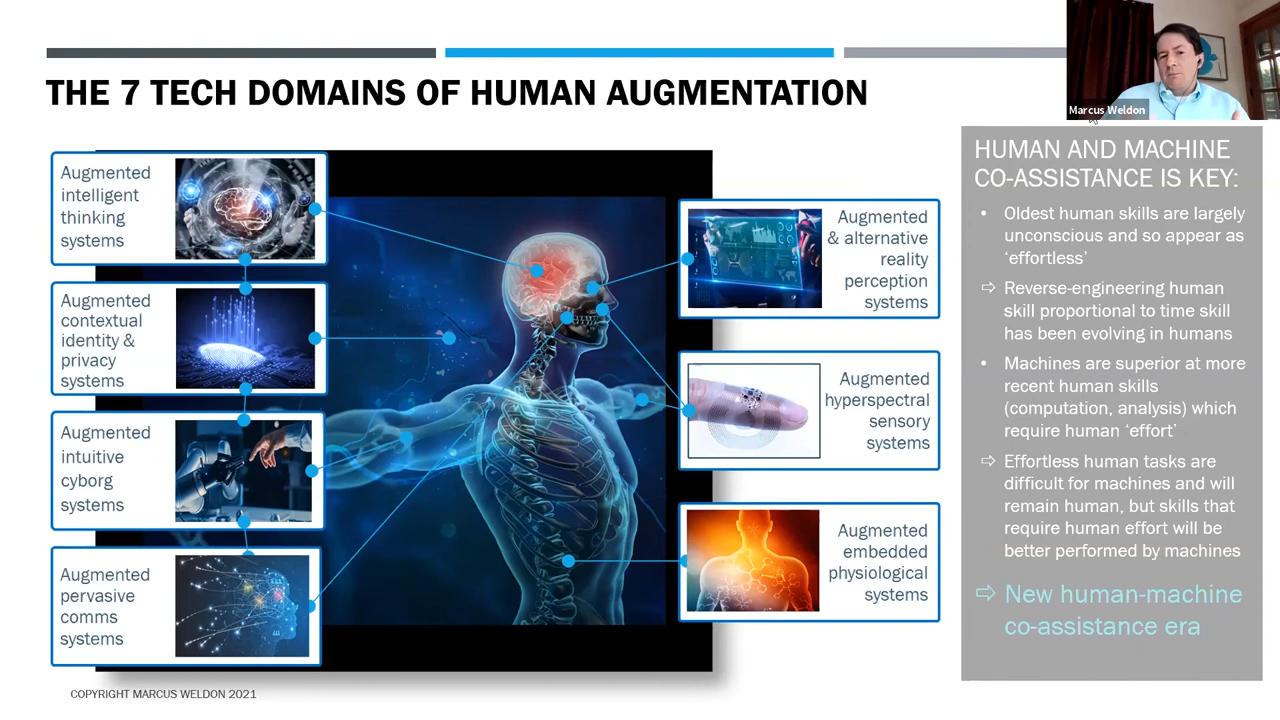 THE 7 TECH DOMAINS OF HUMAN AUGMENTATION
Marcus Weldon
Augmented
intelligent
thinking
systems
Augmented
contextual
identity &
privacy
systems
Augmented
intuitive
cyborg
systems
Augmented
pervasive
comms
systems
Augmented
& alternative
reality
perception
systems
Augmented
hyperspectral
sensory
systems
Augmented
embedded
physiological
systems
HUMAN AND MACHINE
CO-ASSISTANCE IS KEY:
• Oldest human skills are largely
unconscious and so appear as
‘effortless’
⇨ Reverse-engineering human
skill proportional to time skill
has been evolving in humans
• Machines are superior at more
recent human skills
(computation, analysis) which
require human ‘effort’
⇨ Effortless human tasks are
difficult for machines and will
remain human, but skills that
require human effort will be
better performed by machines
⇨ New human-machine
co-assistance era
COPYRIGHT MARCUS WELDON 2021